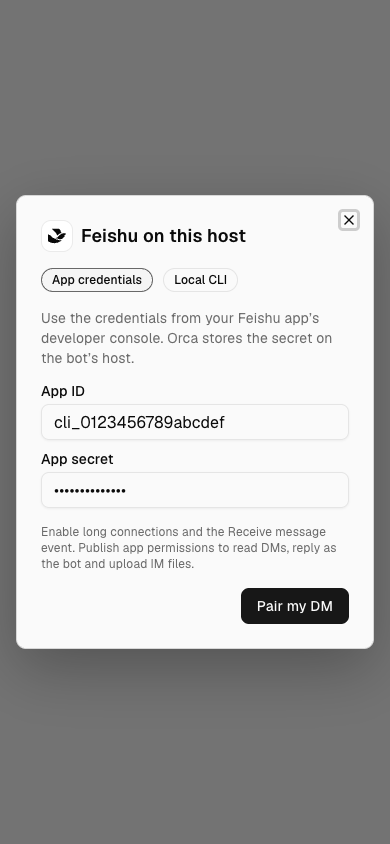 Feishu on this host
App credentials
Local CLI
Use the credentials from your Feishu app's
developer console. Orca stores the secret on
the bot's host.
App ID
cli_0123456789abcdef
App secret
••••••••••••••
Enable long connections and the Receive message
event. Publish app permissions to read DMs, reply as
the bot and upload IM files.
Pair my DM